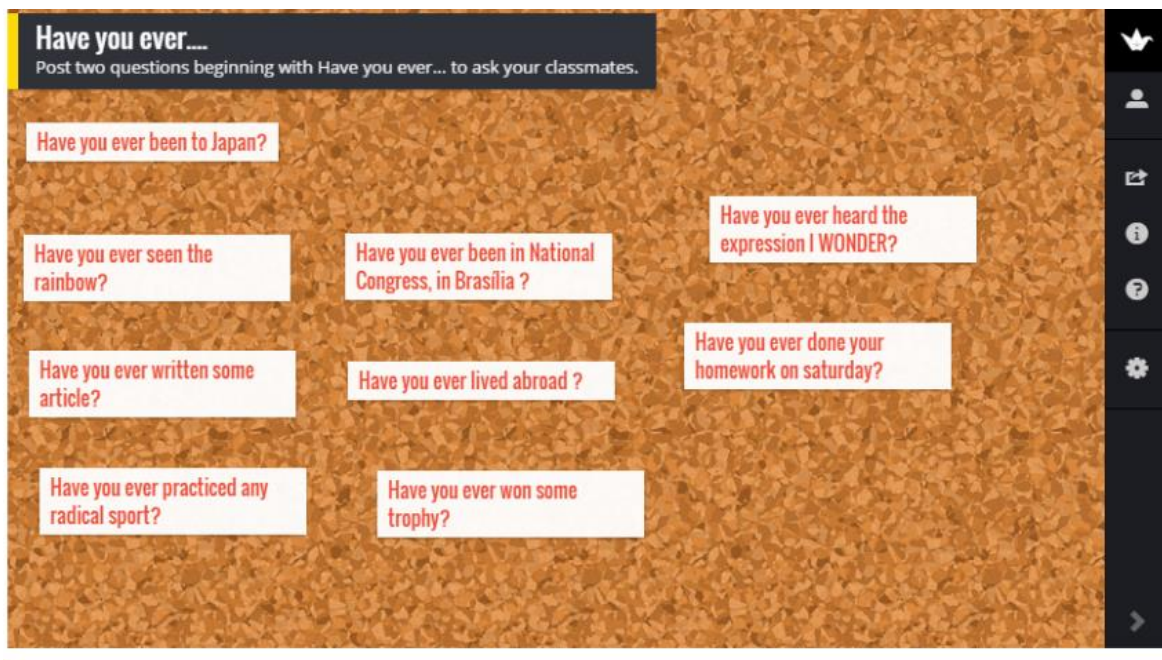 Have you ever....
Post two questions beginning with Have you ever... to ask your classmates.
Have you ever been to Japan?
Have you ever seen the
rainbow?
Have you ever been in National
Congress, in Brasília ?
Have you ever heard the
expression I WONDER?
Have you ever written some
article?
Have you ever lived abroad ?
Have you ever done your
homework on saturday?
Have you ever practiced any
radical sport?
Have you ever won some
trophy?